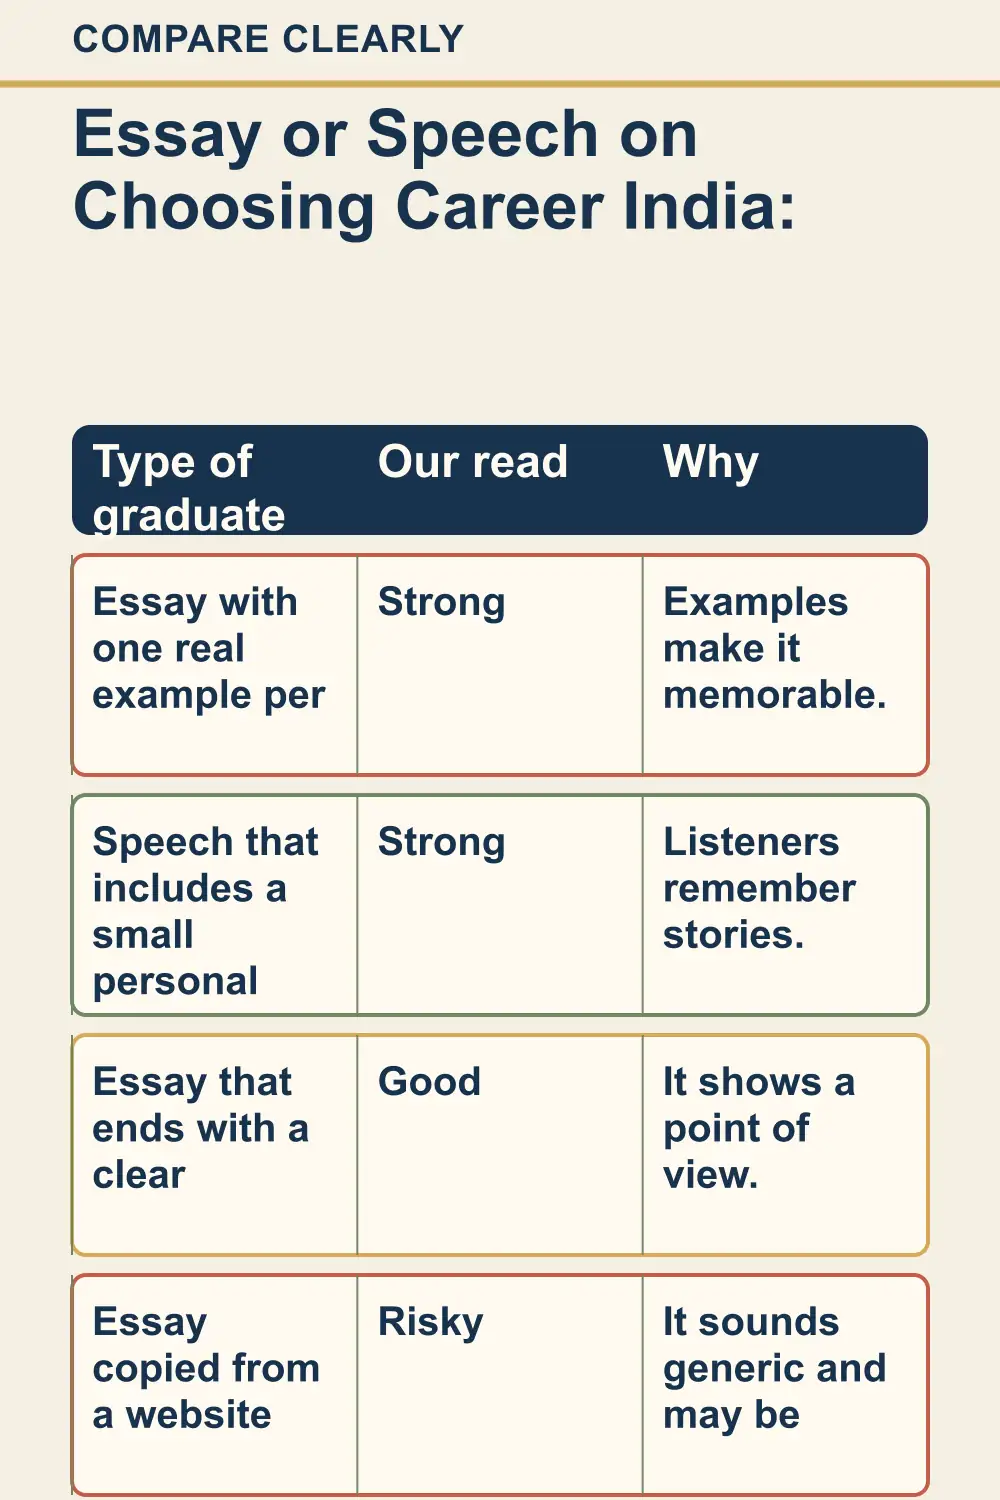 COMPARE CLEARLY
Essay or Speech on
Choosing Career India:
Type of
graduate
Our read
Why
Essay with
one real
example per
Strong
Examples
make it
memorable.
Speech that
includes a
small
personal
Strong
Listeners
remember
stories.
Essay that
ends with a
clear
Good
It shows a
point of
view.
Essay
copied from
a website
Risky
It sounds
generic and
may be